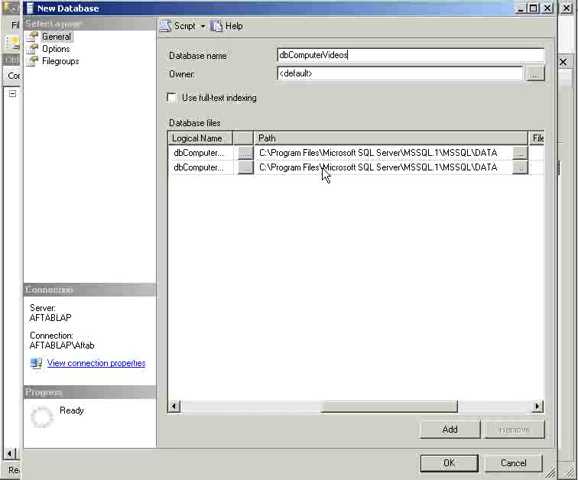 New Database
Select a page
General
Options
Filegroups
Script
Help
Database name
dbComputerVideos
Owner:
<default>
...
Use full-text indexing
Database files
Logical Name
Path
File
dbComputer...
...
C:\Program Files\Microsoft SQL Server\MSSQL.1\MSSQL\DATA
...
dbComputer...
...
C:\Program Files\Microsoft SQL Server\MSSQL.1\MSSQL\DATA
...
Connection
Server:
AFTABLAP
Connection:
AFTABLAP\Aftab
View connection properties
Progress
Ready
Add
Remove
OK
Cancel
Re